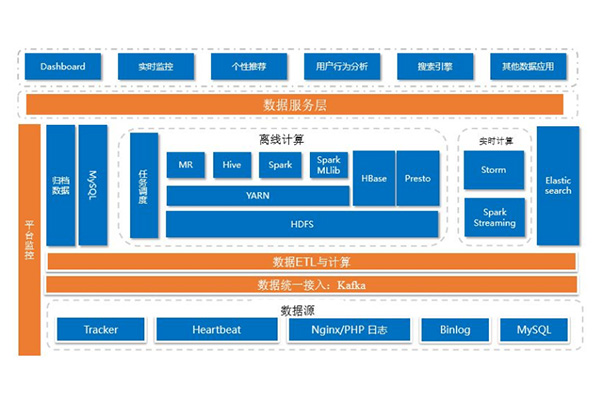 Dashboard
实时监控
个性推荐
用户行为分析
搜索引擎
其他数据应用
数据服务层
平台监控
归档
数据
MySQL
离线计算
任务调度
MR
Hive
Spark
Spark
MLlib
YARN
HBase
Presto
HDFS
实时计算
Storm
Spark
Streaming
Elastic
search
数据ETL与计算
数据统一接入：Kafka
数据源
Tracker
Heartbeat
Nginx/PHP 日志
Binlog
MySQL